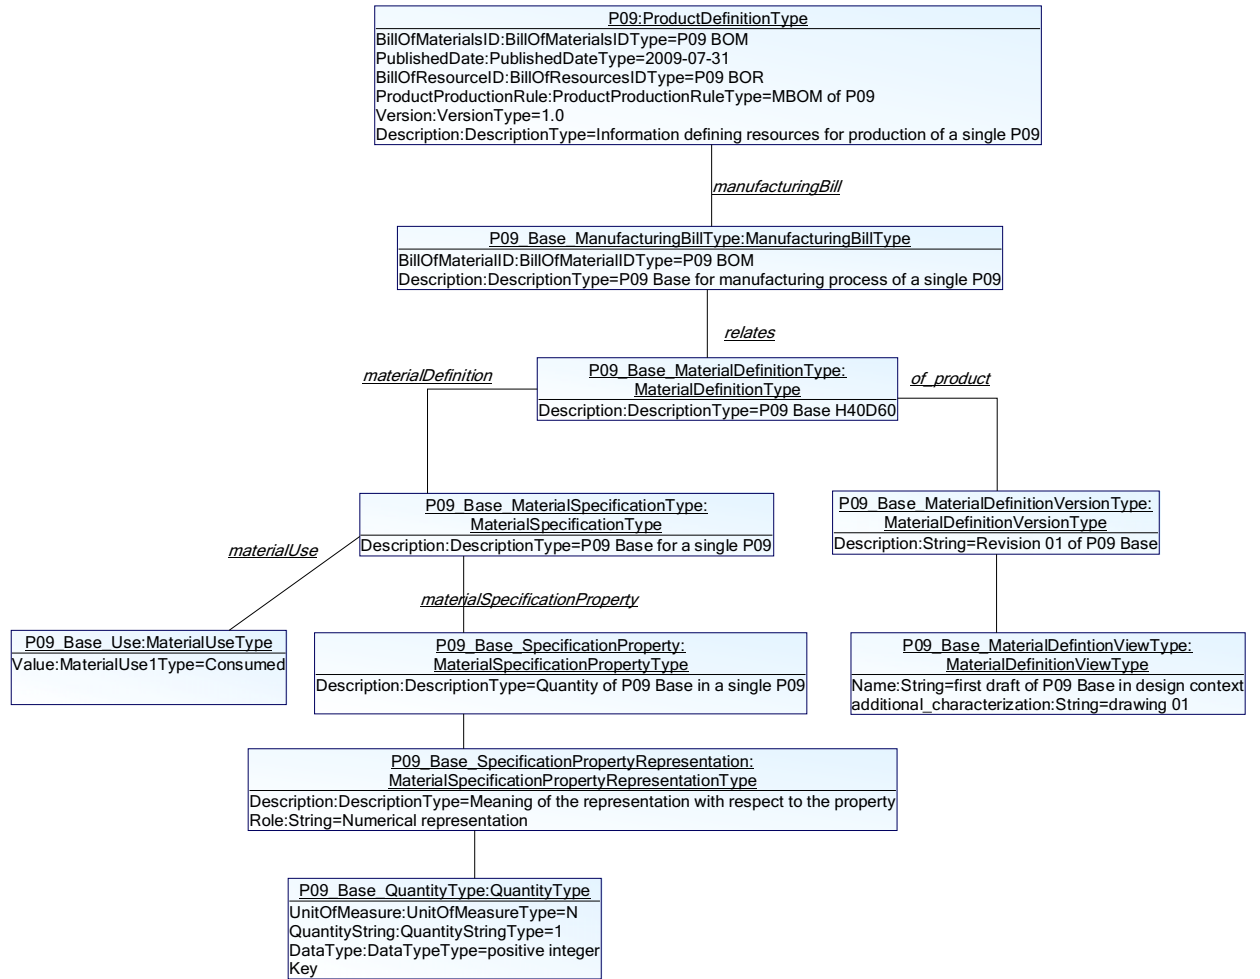 P09:ProductDefinitionType
BillOfMaterialsID:BillOfMaterialsIDType=P09 BOM
PublishedDate:PublishedDateType=2009-07-31
BillOfResourceID:BillOfResourcesIDType=P09 BOR
ProductProductionRule:ProductProductionRuleType=MBOM of P09
Version:VersionType=1.0
Description:DescriptionType=Information defining resources for production of a single P09
manufacturingBill
P09_Base_ManufacturingBillType:ManufacturingBillType
BillOfMaterialID:BillOfMaterialIDType=P09 BOM
Description:DescriptionType=P09 Base for manufacturing process of a single P09
relates
materialDefinition
P09_Base_MaterialDefinitionType:
MaterialDefinitionType
Description:DescriptionType=P09 Base H40D60
of_product
P09_Base_MaterialSpecificationType:
MaterialSpecificationType
Description:DescriptionType=P09 Base for a single P09
P09_Base_MaterialDefinitionVersionType:
MaterialDefinitionVersionType
Description:String=Revision 01 of P09 Base
materialUse
materialSpecificationProperty
P09_Base_Use:MaterialUseType
Value:MaterialUse1Type=Consumed
P09_Base_SpecificationProperty:
MaterialSpecificationPropertyType
Description:DescriptionType=Quantity of P09 Base in a single P09
P09_Base_MaterialDefintionViewType:
MaterialDefintionViewType
Name:String=first draft of P09 Base in design context
additional_characterization:String=drawing 01
P09_Base_SpecificationPropertyRepresentation:
MaterialSpecificationPropertyRepresentationType
Description:DescriptionType=Meaning of the representation with respect to the property
Role:String=Numerical representation
P09_Base_QuantityType:QuantityType
UnitOfMeasure:UnitOfMeasureType=N
QuantityString:QuantityStringType=1
DataType:DataTypeType=positive integer
Key